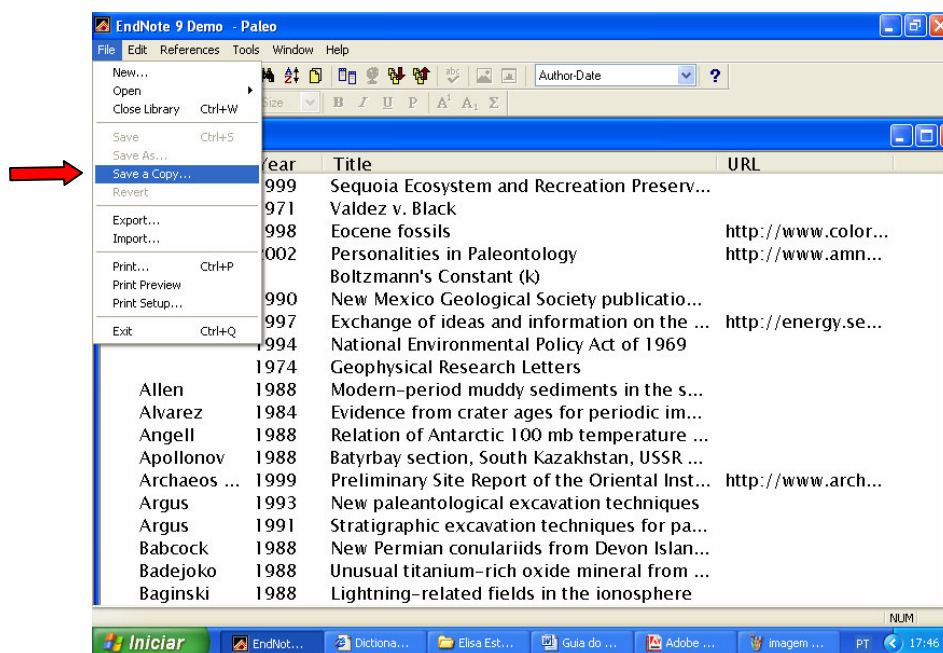 EndNote 9 Demo - Paleo
File Edit References Tools Window Help
Author-Date ?
New...
Open
Close Library Ctrl+W
Save Ctrl+S
Save As...
Save a Copy...
Revert
Export...
Import...
Print... Ctrl+P
Print Preview
Print Setup...
Exit Ctrl+Q
Size B I U P A¹ A₁ Σ
Year Title URL
999 Sequoia Ecosystem and Recreation Preserv...
971 Valdez v. Black
998 Eocene fossils http://www.color...
2002 Personalities in Paleontology http://www.amn...
Boltzmann's Constant (k)
990 New Mexico Geological Society publicatio...
997 Exchange of ideas and information on the ... http://energy.se...
1994 National Environmental Policy Act of 1969
1974 Geophysical Research Letters
Allen 1988 Modern-period muddy sediments in the s...
Alvarez 1984 Evidence from crater ages for periodic im...
Angell 1988 Relation of Antarctic 100 mb temperature ...
Apollonov 1988 Batyrbay section, South Kazakhstan, USSR ...
Archaeos ... 1999 Preliminary Site Report of the Oriental Inst... http://www.arch...
Argus 1993 New paleantological excavation techniques
Argus 1991 Stratigraphic excavation techniques for pa...
Babcock 1988 New Permian conulariids from Devon Islan...
Badejoko 1988 Unusual titanium-rich oxide mineral from ...
Baginski 1988 Lightning-related fields in the ionosphere
NUM
Iniciar EndNot... Dictiona... Elisa Est... Guia do ... Adobe ... imagem ... PT 17:46